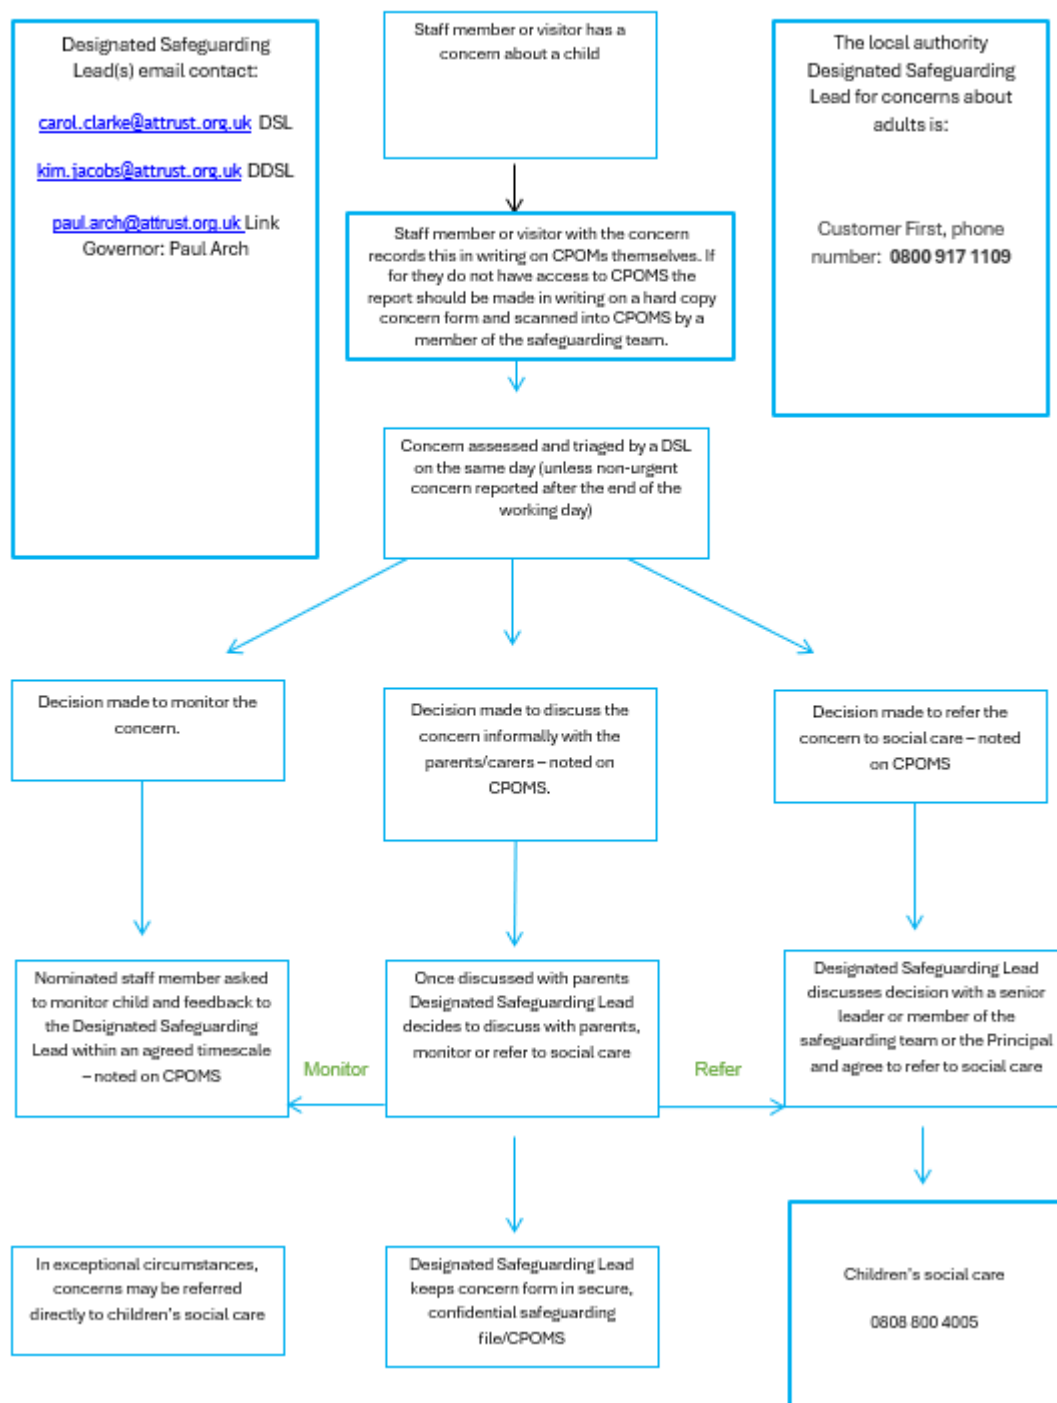 Designated Safeguarding
Lead(s) email contact:
carol.clarke@attrust.org.uk DSL
kim.jacobs@attrust.org.uk DDSL
paul.arch@attrust.org.uk Link
Governor: Paul Arch
Staff member or visitor has a
concern about a child
The local authority
Designated Safeguarding
Lead for concerns about
adults is:
Customer First, phone
number: 0800 917 1109
Staff member or visitor with the concern
records this in writing on CPOMs themselves. If
for they do not have access to CPOMS the
report should be made in writing on a hard copy
concern form and scanned into CPOMS by a
member of the safeguarding team.
Concern assessed and triaged by a DSL
on the same day (unless non-urgent
concern reported after the end of the
working day)
Decision made to monitor the
concern.
Decision made to discuss the
concern informally with the
parents/carers – noted on
CPOMS.
Decision made to refer the
concern to social care – noted
on CPOMS
Nominated staff member asked
to monitor child and feedback to
the Designated Safeguarding
Lead within an agreed timescale
– noted on CPOMS
Monitor
Once discussed with parents
Designated Safeguarding Lead
decides to discuss with parents,
monitor or refer to social care
Refer
Designated Safeguarding Lead
discusses decision with a senior
leader or member of the
safeguarding team or the Principal
and agree to refer to social care
In exceptional circumstances,
concerns may be referred
directly to children's social care
Designated Safeguarding Lead
keeps concern form in secure,
confidential safeguarding
file/CPOMS
Children's social care
0808 800 4005